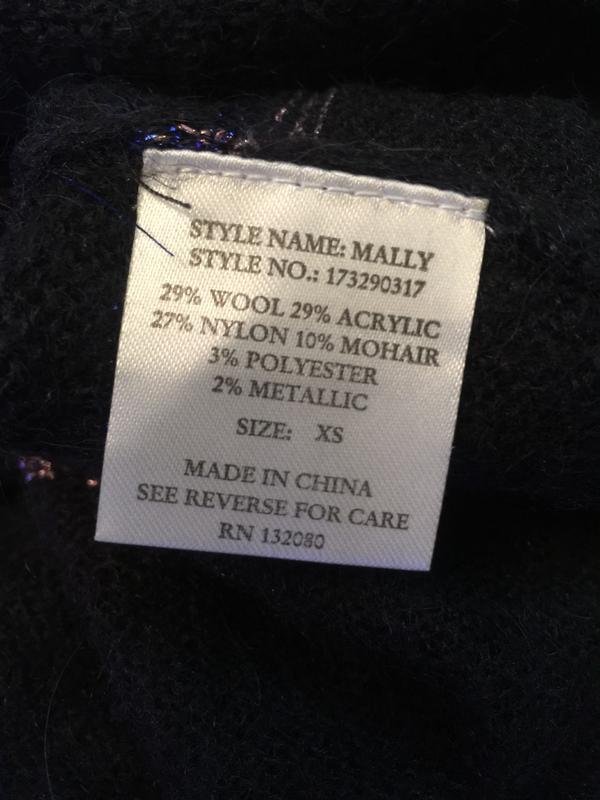 STYLE NAME: MALLY
STYLE NO.: 173290317
29% WOOL 29% ACRYLIC
27% NYLON 10% MOHAIR
3% POLYESTER
2% METALLIC
SIZE: XS
MADE IN CHINA
SEE REVERSE FOR CARE
RN 132080